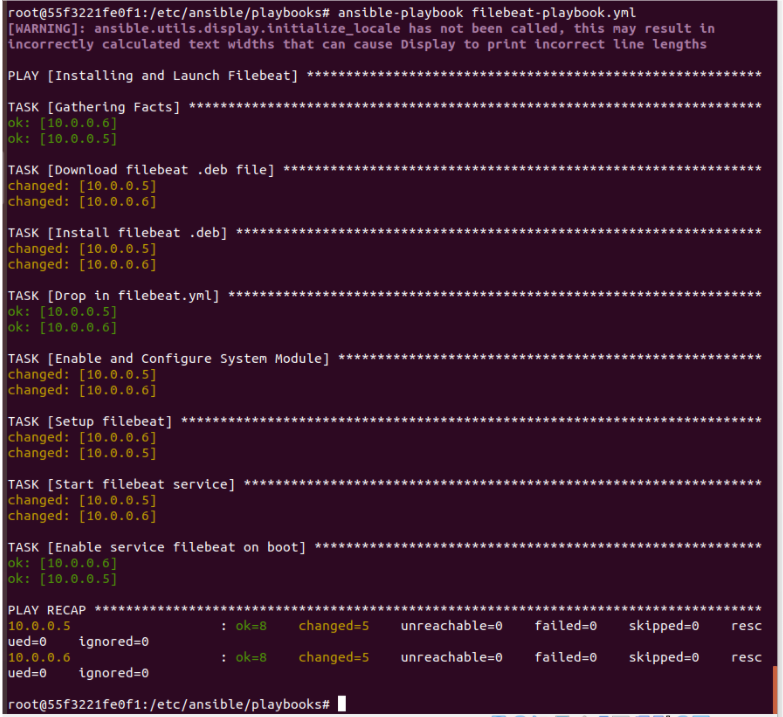 root@55f3221fe0f1:/etc/ansible/playbooks# ansible-playbook filebeat-playbook.yml
[WARNING]: ansible.utils.display.initialize_locale has not been called, this may result in
incorrectly calculated text widths that can cause Display to print incorrect line lengths
PLAY [Installing and Launch Filebeat] **********************************************************
TASK [Gathering Facts] *************************************************************************
ok: [10.0.0.6]
ok: [10.0.0.5]
TASK [Download filebeat .deb file] *************************************************************
changed: [10.0.0.5]
changed: [10.0.0.6]
TASK [Install filebeat .deb] *******************************************************************
changed: [10.0.0.5]
changed: [10.0.0.6]
TASK [Drop in filebeat.yml] ********************************************************************
ok: [10.0.0.5]
ok: [10.0.0.6]
TASK [Enable and Configure System Module] ******************************************************
changed: [10.0.0.5]
changed: [10.0.0.6]
TASK [Setup filebeat] **************************************************************************
changed: [10.0.0.6]
changed: [10.0.0.5]
TASK [Start filebeat service] ******************************************************************
changed: [10.0.0.5]
changed: [10.0.0.6]
TASK [Enable service filebeat on boot] *********************************************************
ok: [10.0.0.6]
ok: [10.0.0.5]
PLAY RECAP *************************************************************************************
10.0.0.5                   : ok=8    changed=5    unreachable=0    failed=0    skipped=0    resc
ued=0    ignored=0
10.0.0.6                   : ok=8    changed=5    unreachable=0    failed=0    skipped=0    resc
ued=0    ignored=0
root@55f3221fe0f1:/etc/ansible/playbooks#